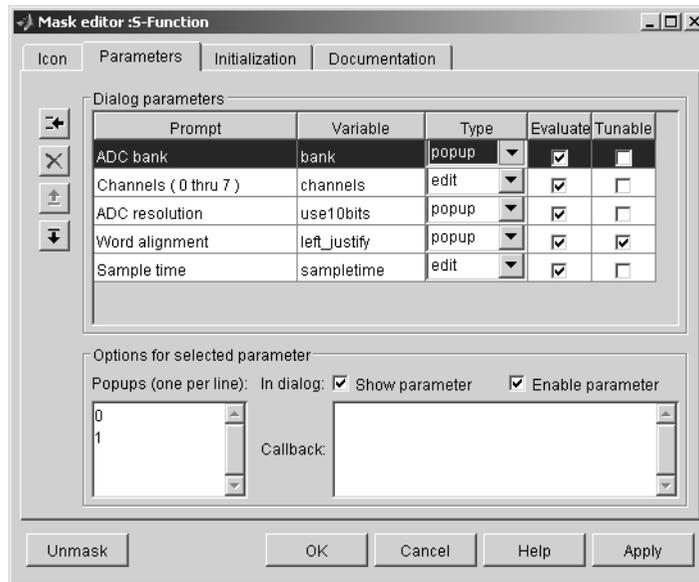 Mask editor :S-Function
Icon Parameters Initialization Documentation
Dialog parameters
Prompt Variable Type Evaluate Tunable
ADC bank bank popup
Channels ( 0 thru 7 ) channels edit
ADC resolution use10bits popup
Word alignment left_justify popup
Sample time sampletime edit
Options for selected parameter
Popups (one per line): In dialog: Show parameter Enable parameter
0
1
Callback:
Unmask OK Cancel Help Apply